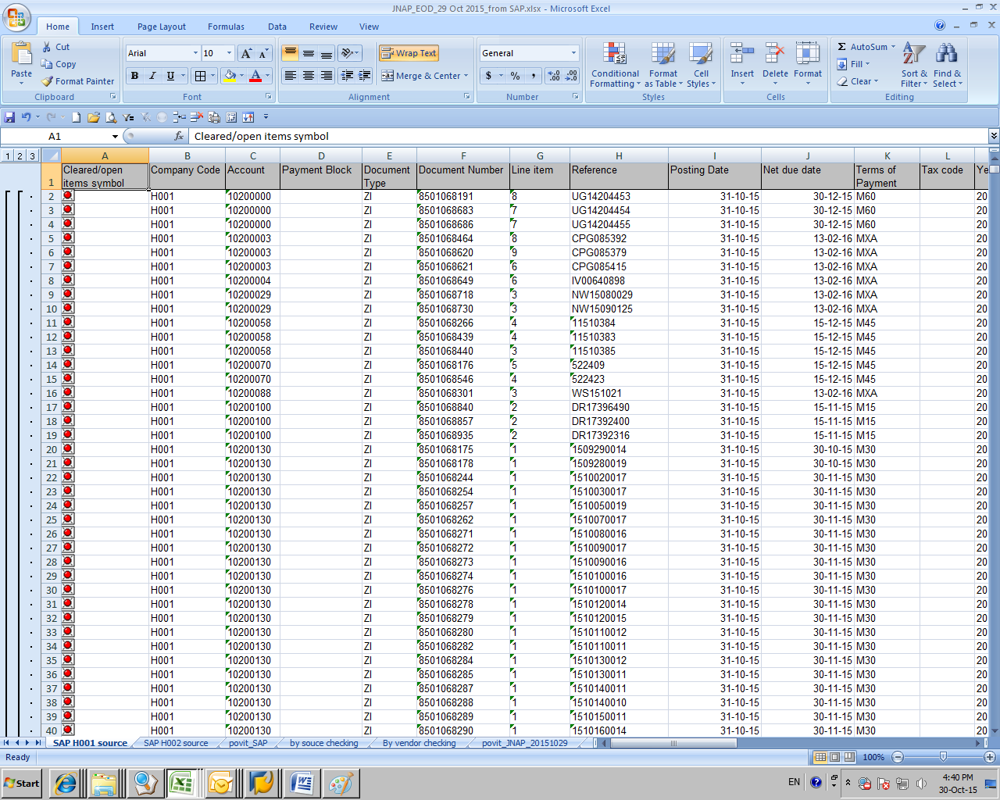 JNAP_EOD_29 Oct 2015_from SAP.xlsx - Microsoft Excel
Home Insert Page Layout Formulas Data Review View
Paste Cut Copy Format Painter Clipboard
Arial 10 B I U Font
Wrap Text Merge & Center Alignment
General $ % , Number
Conditional Formatting Format as Table Cell Styles Styles
Insert Delete Format Cells
AutoSum Fill Clear Sort & Filter Find & Select Editing
A1 fx Cleared/open items symbol
1 2 3 A B C D E F G H I J K L
1 Cleared/open items symbol Company Code Account Payment Block Document Type Document Number Line item Reference Posting Date Net due date Terms of Payment Tax code Ye
2 H001 10200000 ZI 8501068191 8 UG14204453 31-10-15 30-12-15 M60 20
3 H001 10200000 ZI 8501068683 7 UG14204454 31-10-15 30-12-15 M60 20
4 H001 10200000 ZI 8501068686 7 UG14204455 31-10-15 30-12-15 M60 20
5 H001 10200003 ZI 8501068464 8 CPG085392 31-10-15 13-02-16 MXA 20
6 H001 10200003 ZI 8501068620 9 CPG085379 31-10-15 13-02-16 MXA 20
7 H001 10200003 ZI 8501068621 6 CPG085415 31-10-15 13-02-16 MXA 20
8 H001 10200004 ZI 8501068649 6 IV00640898 31-10-15 13-02-16 MXA 20
9 H001 10200029 ZI 8501068718 3 NW15080029 31-10-15 13-02-16 MXA 20
10 H001 10200029 ZI 8501068730 3 NW15090125 31-10-15 13-02-16 MXA 20
11 H001 10200058 ZI 8501068266 4 11510384 31-10-15 15-12-15 M45 20
12 H001 10200058 ZI 8501068439 4 11510383 31-10-15 15-12-15 M45 20
13 H001 10200058 ZI 8501068440 3 11510385 31-10-15 15-12-15 M45 20
14 H001 10200070 ZI 8501068176 5 522409 31-10-15 15-12-15 M45 20
15 H001 10200070 ZI 8501068546 4 522423 31-10-15 15-12-15 M45 20
16 H001 10200088 ZI 8501068301 3 WS151021 31-10-15 13-02-16 MXA 20
17 H001 10200100 ZI 8501068840 2 DR17396490 31-10-15 15-11-15 M15 20
18 H001 10200100 ZI 8501068857 2 DR17392400 31-10-15 15-11-15 M15 20
19 H001 10200100 ZI 8501068935 2 DR17392316 31-10-15 15-11-15 M15 20
20 H001 10200130 ZI 8501068175 1 1509290014 31-10-15 30-10-15 M30 20
21 H001 10200130 ZI 8501068178 1 1509280019 31-10-15 30-10-15 M30 20
22 H001 10200130 ZI 8501068244 1 1510020017 31-10-15 30-11-15 M30 20
23 H001 10200130 ZI 8501068254 1 1510030017 31-10-15 30-11-15 M30 20
24 H001 10200130 ZI 8501068257 1 1510050019 31-10-15 30-11-15 M30 20
25 H001 10200130 ZI 8501068262 1 1510070017 31-10-15 30-11-15 M30 20
26 H001 10200130 ZI 8501068271 1 1510080016 31-10-15 30-11-15 M30 20
27 H001 10200130 ZI 8501068272 1 1510090017 31-10-15 30-11-15 M30 20
28 H001 10200130 ZI 8501068273 1 1510090016 31-10-15 30-11-15 M30 20
29 H001 10200130 ZI 8501068274 1 1510100016 31-10-15 30-11-15 M30 20
30 H001 10200130 ZI 8501068276 1 1510100017 31-10-15 30-11-15 M30 20
31 H001 10200130 ZI 8501068278 1 1510120014 31-10-15 30-11-15 M30 20
32 H001 10200130 ZI 8501068279 1 1510120015 31-10-15 30-11-15 M30 20
33 H001 10200130 ZI 8501068280 1 1510110012 31-10-15 30-11-15 M30 20
34 H001 10200130 ZI 8501068282 1 1510110011 31-10-15 30-11-15 M30 20
35 H001 10200130 ZI 8501068284 1 1510130012 31-10-15 30-11-15 M30 20
36 H001 10200130 ZI 8501068285 1 1510130011 31-10-15 30-11-15 M30 20
37 H001 10200130 ZI 8501068287 1 1510140011 31-10-15 30-11-15 M30 20
38 H001 10200130 ZI 8501068288 1 1510140010 31-10-15 30-11-15 M30 20
39 H001 10200130 ZI 8501068289 1 1510150011 31-10-15 30-11-15 M30 20
40 H001 10200130 ZI 8501068290 1 1510160014 31-10-15 30-11-15 M30 20
SAP H001 source SAP H002 source povit_SAP by souce checking By vendor checking povit_JNAP_20151029
Ready 100%
Start EN 4:40 PM
30-Oct-15